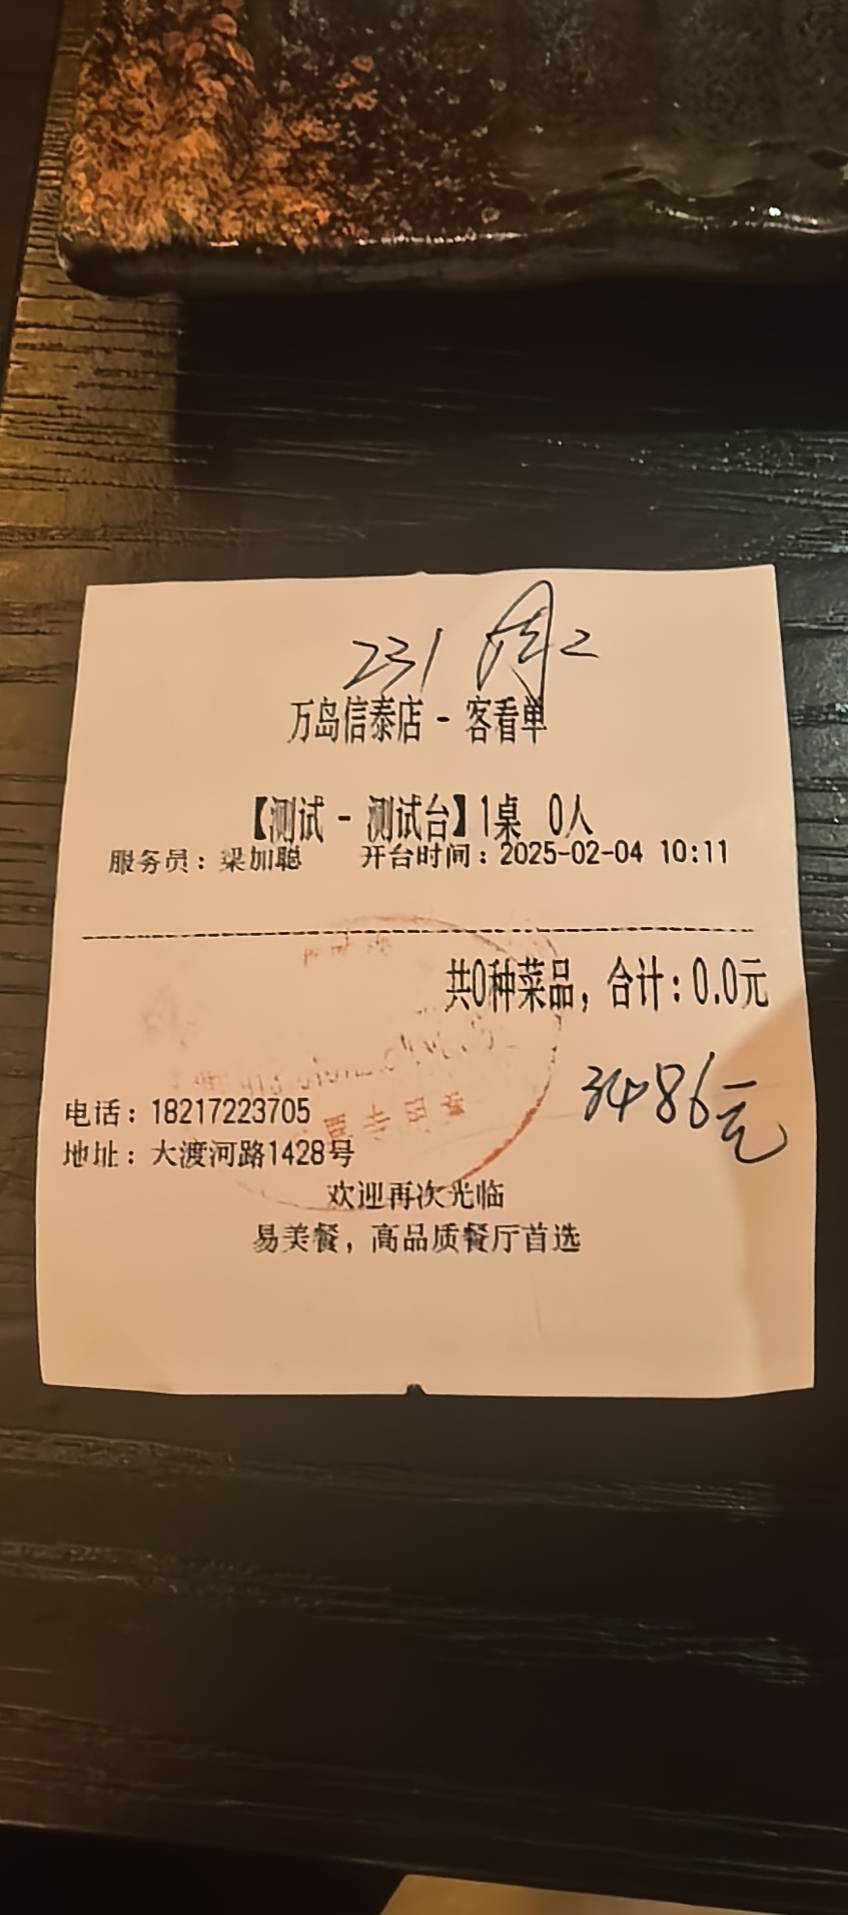 231 周二
万岛信泰店 - 客看单
【测试 - 测试台】1桌 0人
服务员：梁加聪 开台时间：2025-02-04 10:11
共0种菜品，合计：0.0元
3486元
电话：18217223705
地址：大渡河路1428号
欢迎再次光临
易美餐，高品质餐厅首选